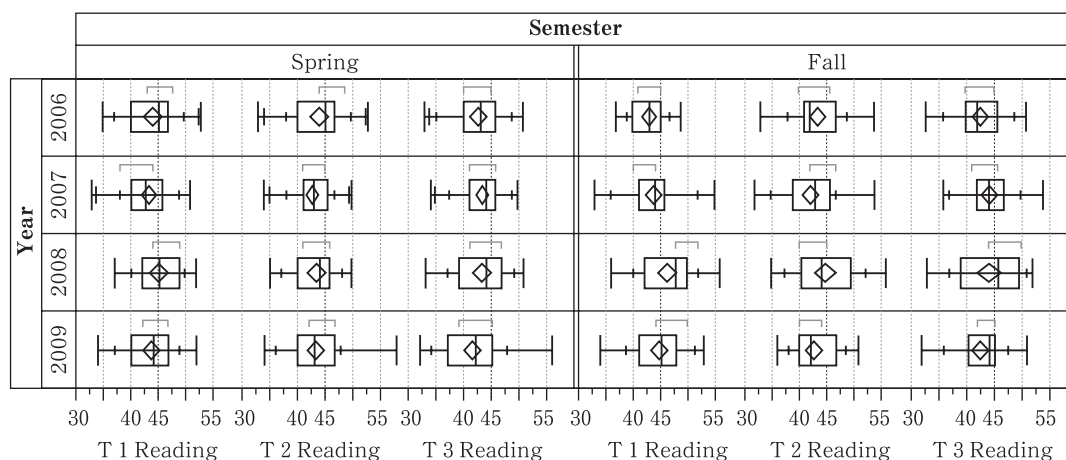 Semester
Spring Fall
Year
2006
2007
2008
2009
30 40 45 55 30 40 45 55 30 40 45 55 30 40 45 55 30 40 45 55 30 40 45 55
T 1 Reading T 2 Reading T 3 Reading T 1 Reading T 2 Reading T 3 Reading